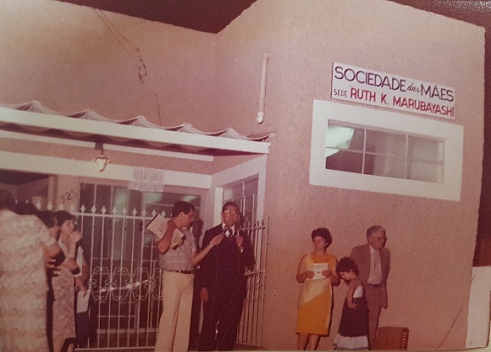 SOCIEDADE das MÃES
SEDE RUTH K. MARUBAYASHI